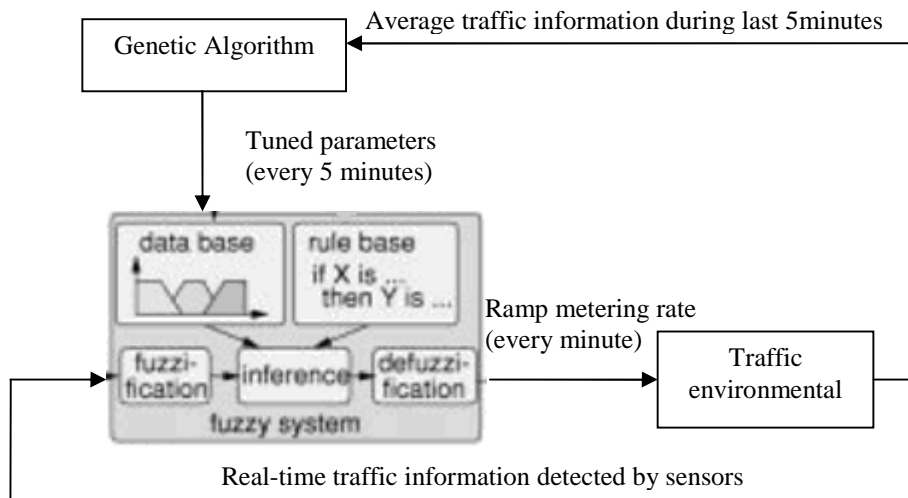 Average traffic information during last 5minutes
Genetic Algorithm
Tuned parameters
(every 5 minutes)
data base
rule base
if X is ...
then Y is ...
Ramp metering rate
(every minute)
fuzzi-
fication
inference
defuzzi-
fication
fuzzy system
Traffic
environmental
Real-time traffic information detected by sensors